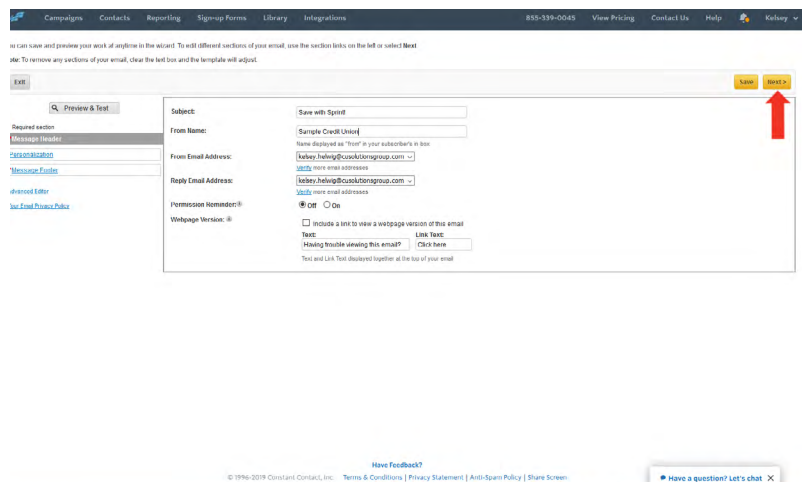 Campaigns Contacts Reporting Sign-up Forms Library Integrations 855-339-0045 View Pricing Contact Us Help Kelsey
ou can save and preview your work at anytime in the wizard. To edit different sections of your email, use the section links on the left or select Next
ote: To remove any sections of your email, clear the text box and the template will adjust.
Exit Save Next >
Preview & Test
Required section
Message Header
Personalization
*Message Footer
Advanced Editor
Your Email Privacy Policy
Subject: Save with Sprint!
From Name: Sample Credit Union
Name displayed as "from" in your subscriber's in box
From Email Address: kelsey.helwig@cusolutionsgroup.com
Verify more email addresses
Reply Email Address: kelsey.helwig@cusolutionsgroup.com
Verify more email addresses
Permission Reminder: Off On
Webpage Version: Include a link to view a webpage version of this email
Text: Link Text:
Having trouble viewing this email? Click here
Text and Link Text displayed together at the top of your email
Have Feedback?
© 1996-2019 Constant Contact, Inc. Terms & Conditions | Privacy Statement | Anti-Spam Policy | Share Screen
Have a question? Let's chat X